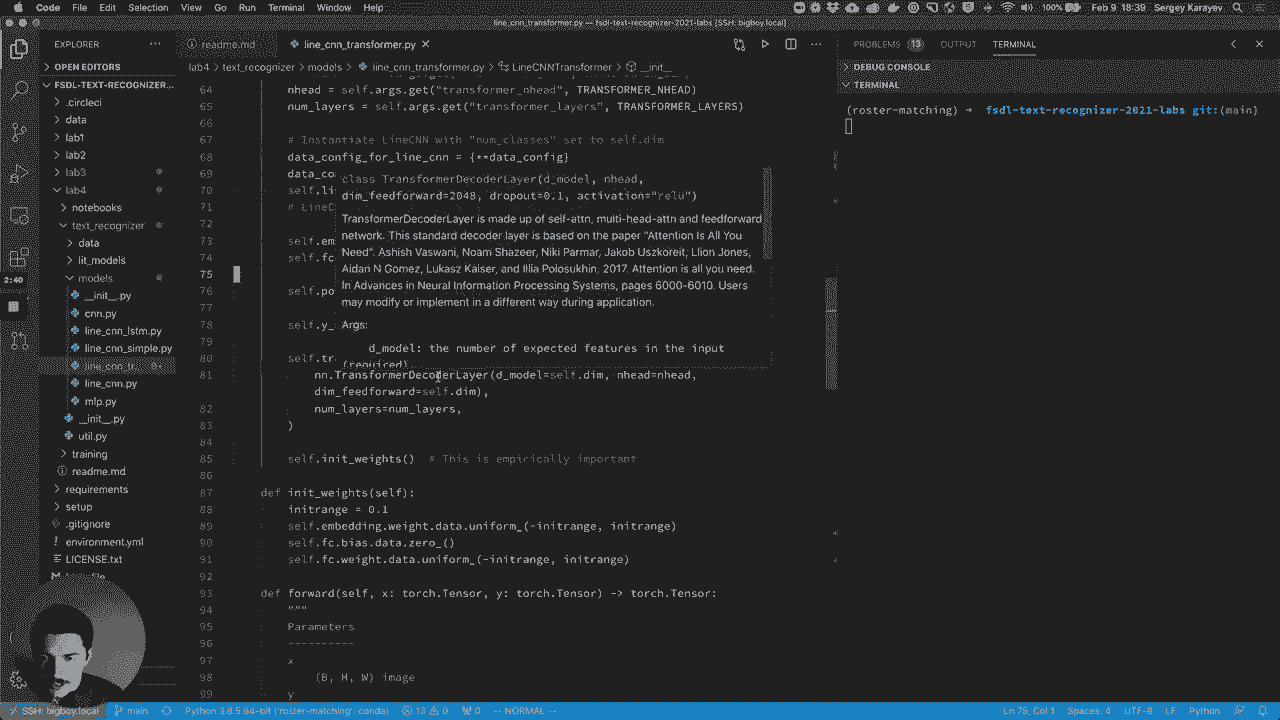 Code File Edit Selection View Go Run Terminal Window Help
100% Feb 9 18:39 Sergey Karayev
line_cnn_transformer.py — fsdl-text-recognizer-2021-labs [SSH: bigboy.local]
EXPLORER
OPEN EDITORS
FSDL-TEXT-RECOGNIZER...
.circleci
data
lab1
lab2
lab3
lab4
notebooks
text_recognizer
data
lit_models
models
__init__.py
cnn.py
line_cnn_lstm.py
line_cnn_simple.py
line_cnn_tr... 9+
line_cnn.py
mlp.py
__init__.py
util.py
training
readme.md
requirements
setup
.gitignore
environment.yml
LICENSE.txt
2:40
readme.md
line_cnn_transformer.py
lab4 > text_recognizer > models > line_cnn_transformer.py > LineCNNTransformer > __init__
64 nhead = self.args.get("transformer_nhead", TRANSFORMER_NHEAD)
65 num_layers = self.args.get("transformer_layers", TRANSFORMER_LAYERS)
66
67 # Instantiate LineCNN with "num_classes" set to self.dim
68 data_config_for_line_cnn = {**data_config}
69 data_co
70 self.li
71 # LineC
72
73 self.em
74 self.fc
75
76 self.po
77
78 self.y_
79
80 self.tr
81 nn.TransformerDecoderLayer(d_model=self.dim, nhead=nhead,
dim_feedforward=self.dim),
82 num_layers=num_layers,
83 )
84
85 self.init_weights() # This is empirically important
86
87 def init_weights(self):
88 initrange = 0.1
89 self.embedding.weight.data.uniform_(-initrange, initrange)
90 self.fc.bias.data.zero_()
91 self.fc.weight.data.uniform_(-initrange, initrange)
92
93 def forward(self, x: torch.Tensor, y: torch.Tensor) -> torch.Tensor:
94 """
95 Parameters
96 ----------
97 x
98 (B, H, W) image
99 y
class TransformerDecoderLayer(d_model, nhead,
dim_feedforward=2048, dropout=0.1, activation="relu")
TransformerDecoderLayer is made up of self-attn, multi-head-attn and feedforward
network. This standard decoder layer is based on the paper "Attention Is All You
Need". Ashish Vaswani, Noam Shazeer, Niki Parmar, Jakob Uszkoreit, Llion Jones,
Aidan N Gomez, Lukasz Kaiser, and Illia Polosukhin. 2017. Attention is all you need.
In Advances in Neural Information Processing Systems, pages 6000-6010. Users
may modify or implement in a different way during application.
Args:
d_model: the number of expected features in the input
(required)
PROBLEMS 13 OUTPUT TERMINAL
DEBUG CONSOLE
TERMINAL
(roster-matching) → fsdl-text-recognizer-2021-labs git:(main)
SSH: bigboy.local main Python 3.8.5 64-bit ('roster-matching': conda) 13 0 0 -- NORMAL -- Ln 75, Col 1 Spaces: 4 UTF-8 LF Python